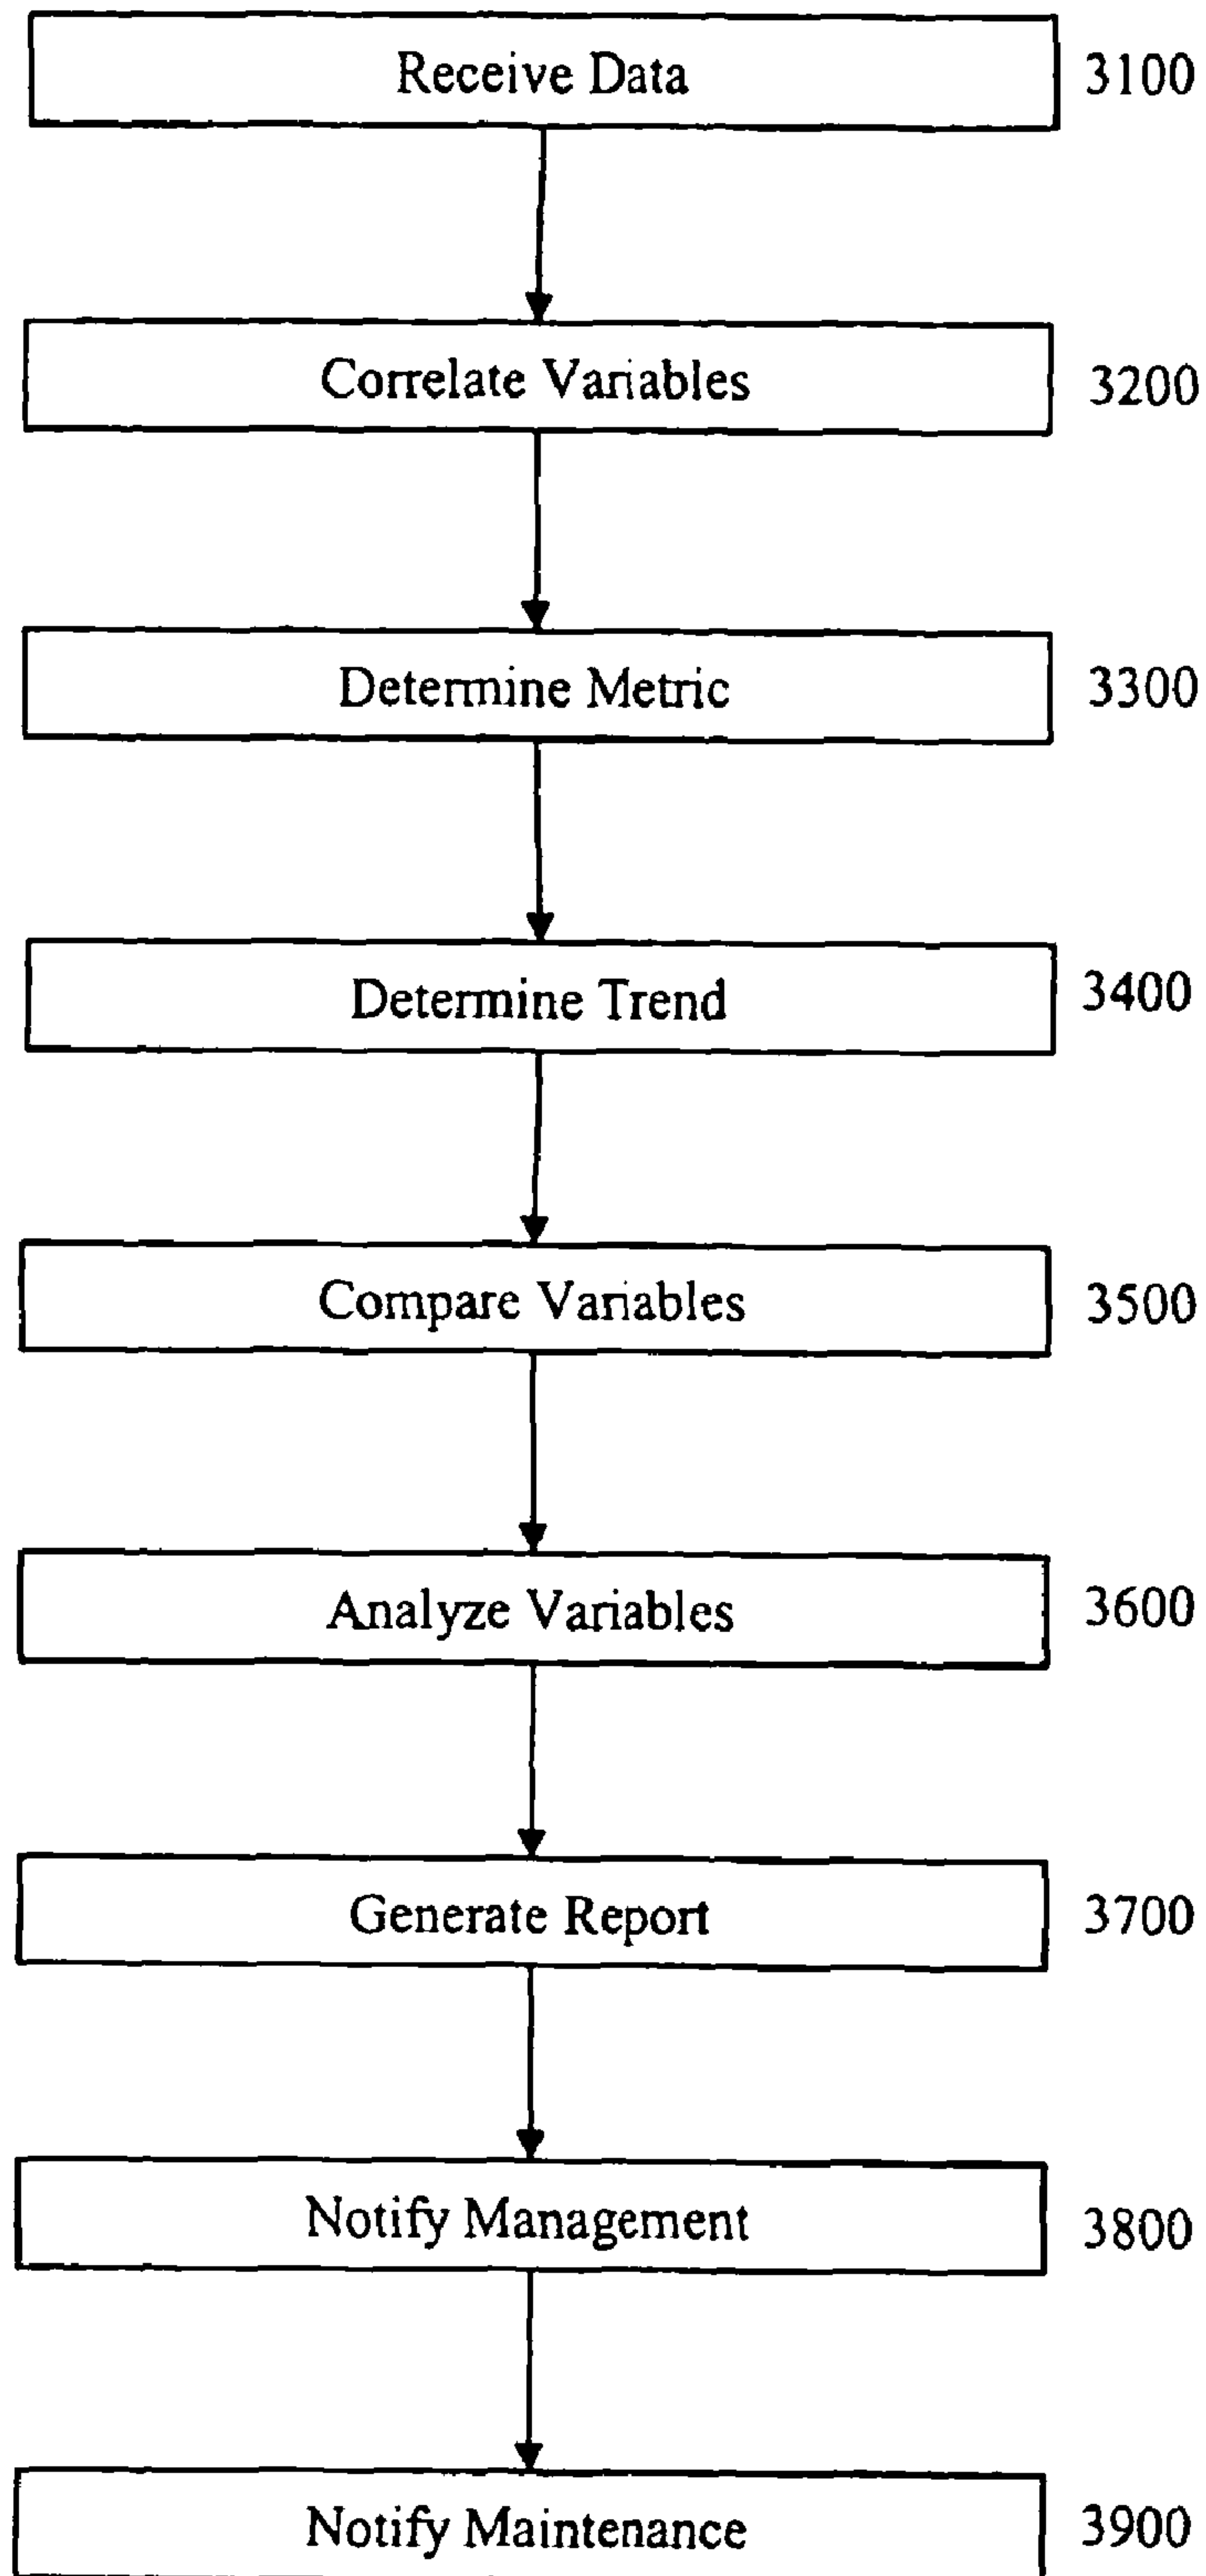 Receive Data 3100
Correlate Variables 3200
Determine Metric 3300
Determine Trend 3400
Compare Variables 3500
Analyze Variables 3600
Generate Report 3700
Notify Management 3800
Notify Maintenance 3900